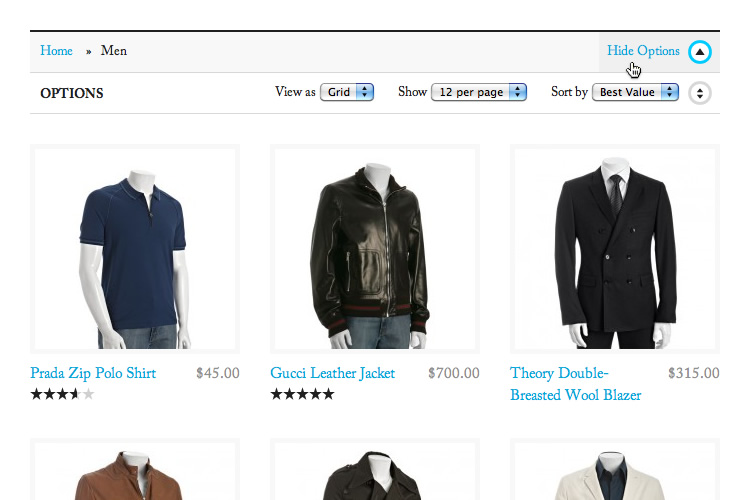 Home » Men Hide Options
OPTIONS View as Grid Show 12 per page Sort by Best Value
Prada Zip Polo Shirt $45.00
Gucci Leather Jacket $700.00
Theory Double- $315.00
Breasted Wool Blazer